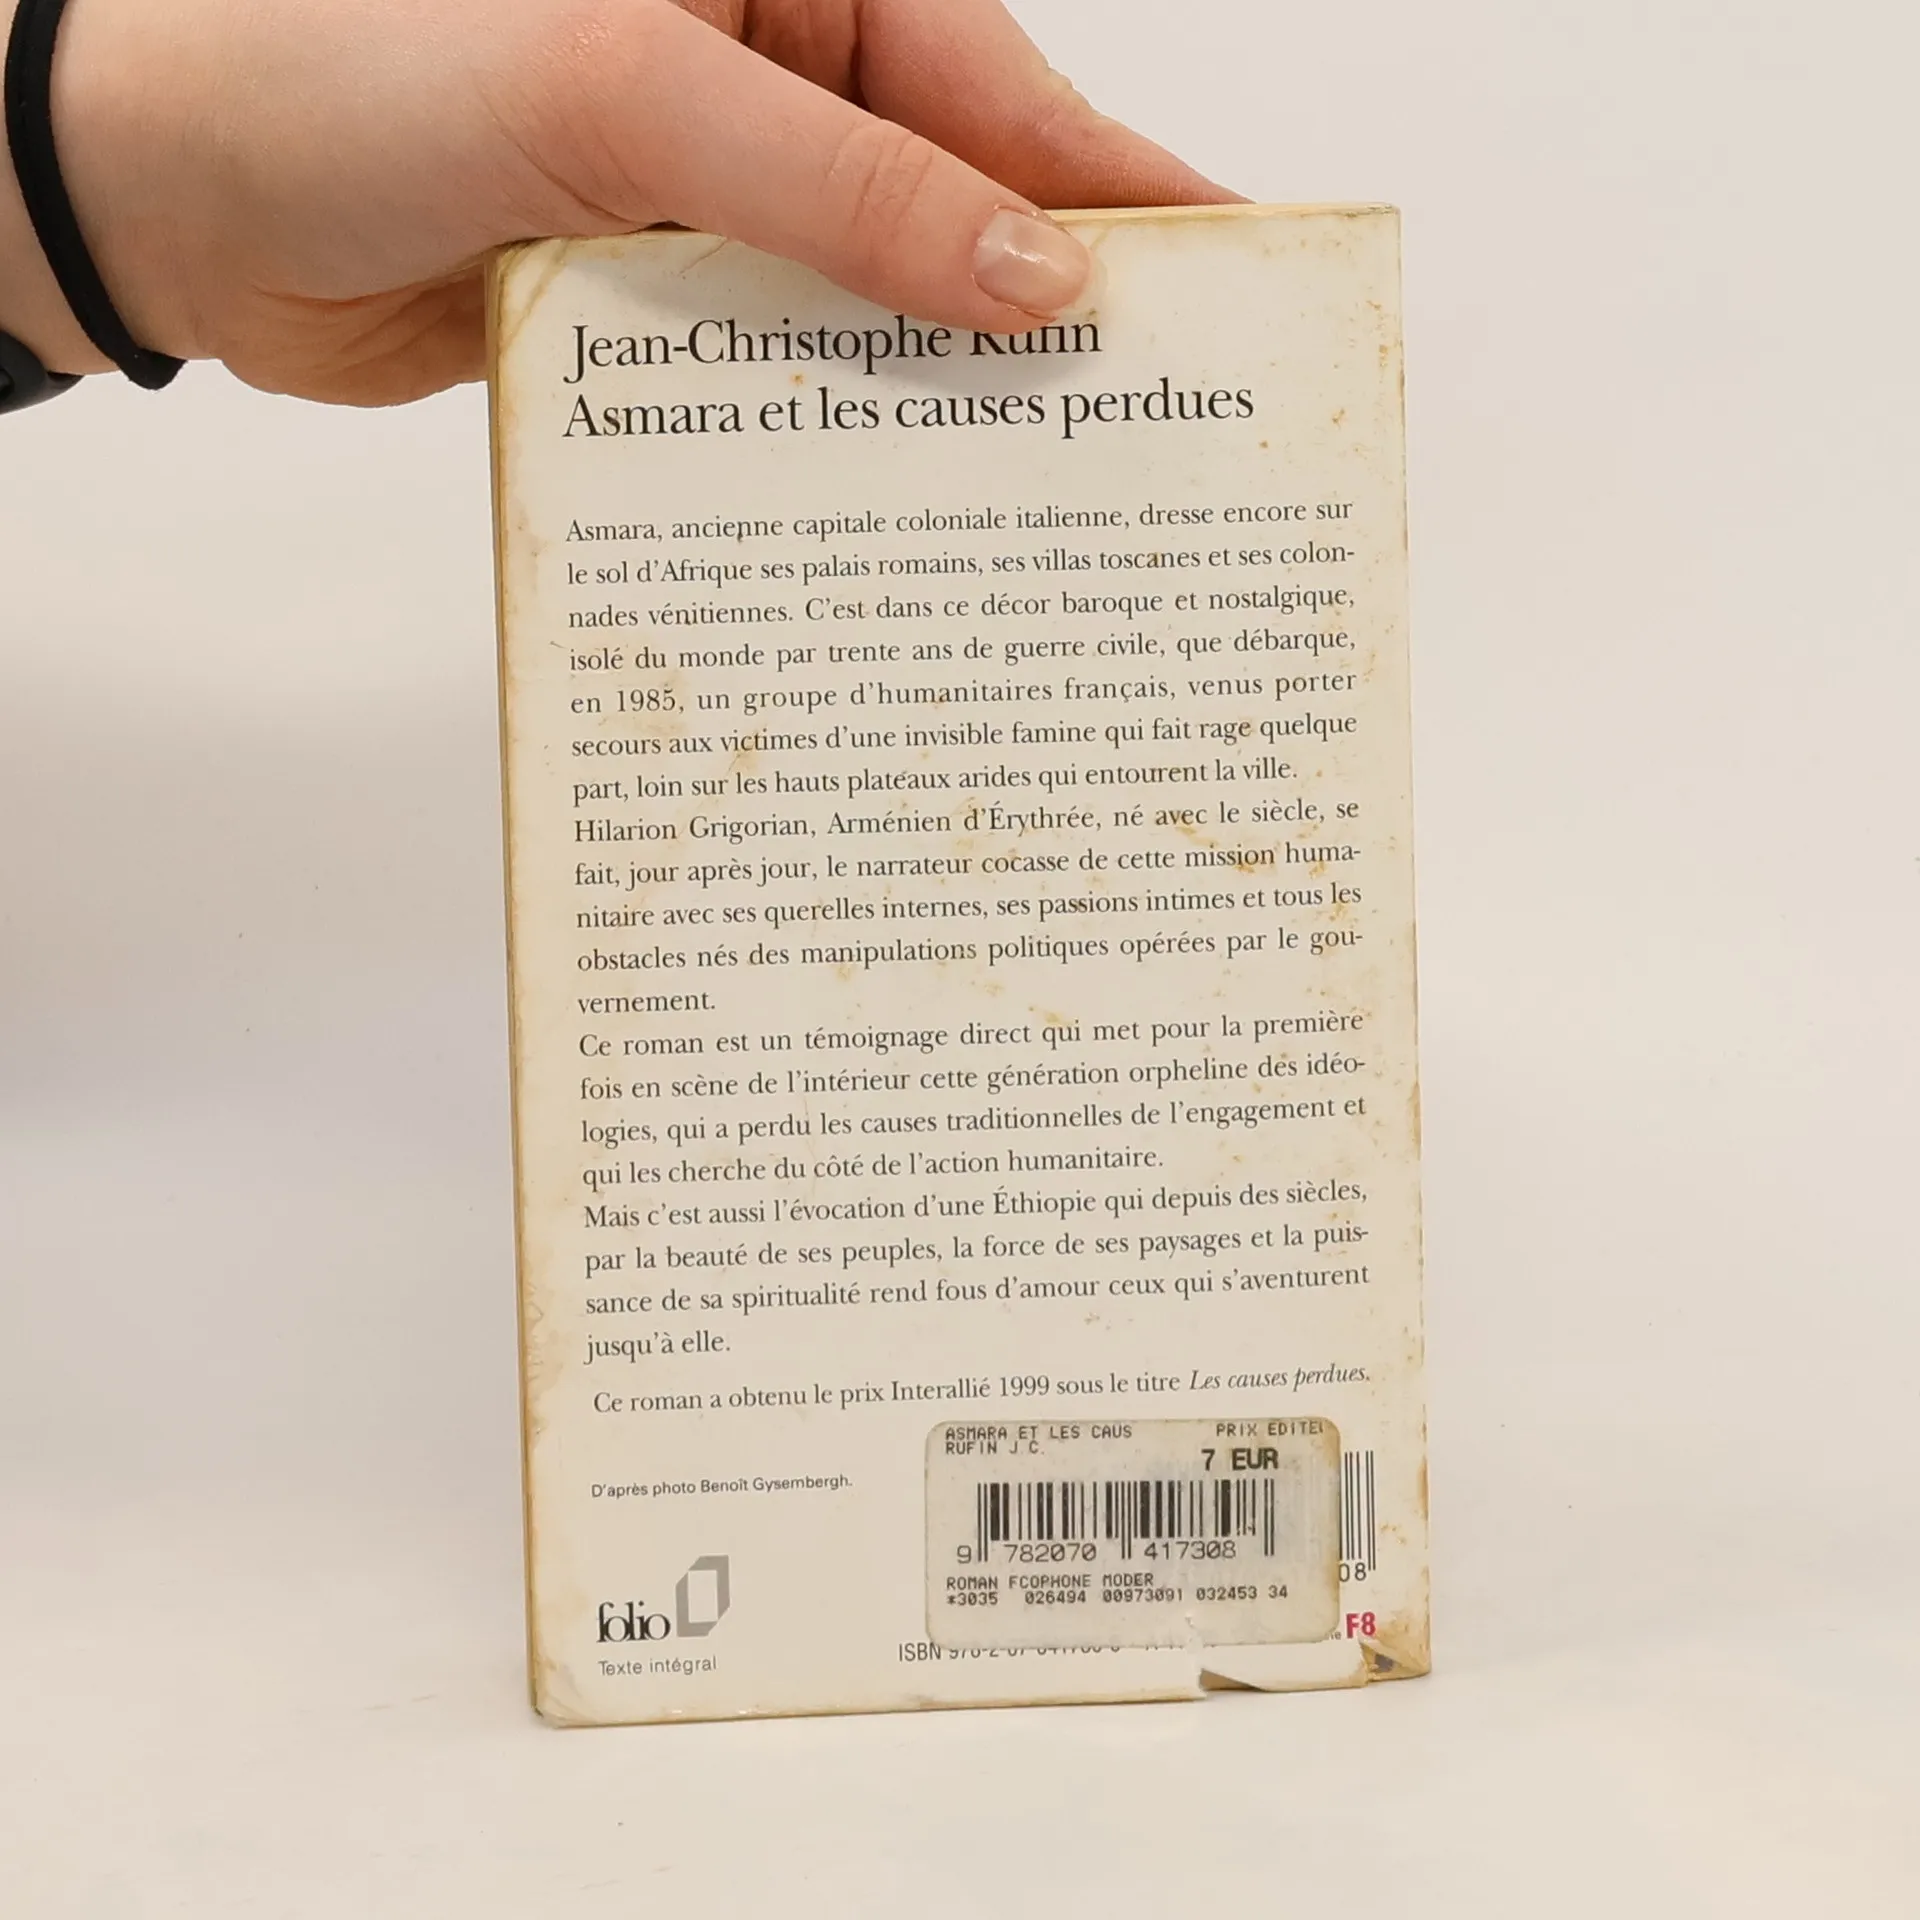 Jean-Christophe Rufin
Asmara et les causes perdues
Asmara, ancienne capitale coloniale italienne, dresse encore sur
le sol d'Afrique ses palais romains, ses villas toscanes et ses colon-
nades vénitiennes. C'est dans ce décor baroque et nostalgique,
isolé du monde par trente ans de guerre civile, que débarque,
en 1985, un groupe d'humanitaires français, venus porter
secours aux victimes d'une invisible famine qui fait rage quelque
part, loin sur les hauts plateaux arides qui entourent la ville.
Hilarion Grigorian, Arménien d'Érythrée, né avec le siècle, se
fait, jour après jour, le narrateur cocasse de cette mission huma-
nitaire avec ses querelles internes, ses passions intimes et tous les
obstacles nés des manipulations politiques opérées par le gou-
vernement.
Ce roman est un témoignage direct qui met pour la première
fois en scène de l'intérieur cette génération orpheline des idéo-
logies, qui a perdu les causes traditionnelles de l'engagement et
qui les cherche du côté de l'action humanitaire.
Mais c'est aussi l'évocation d'une Éthiopie qui depuis des siècles,
par la beauté de ses peuples, la force de ses paysages et la puis-
sance de sa spiritualité rend fous d'amour ceux qui s'aventurent
jusqu'à elle.
Ce roman a obtenu le prix Interallié 1999 sous le titre Les causes perdues.
ASMARA ET LES CAUS PRIX EDITE
RUFIN J C.
7 EUR
D'après photo Benoît Gysembergh.
9 782070 417308
08
ROMAN FCOPHONE MODER
*3035 026494 00973091 032453 34
folio
Texte intégral
ISBN
F8